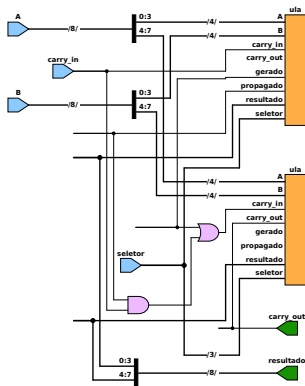 ula
A
/8/
0:3
4:7
/4/
/4/
A
B
carry_in
carry_in
carry_out
gerado
B
/8/
0:3
4:7
propagado
resultado
seletor
ula
/4/
/4/
A
B
carry_in
carry_out
gerado
propagado
seletor
resultado
seletor
carry_out
/3/
resultado
0:3
4:7
/8/